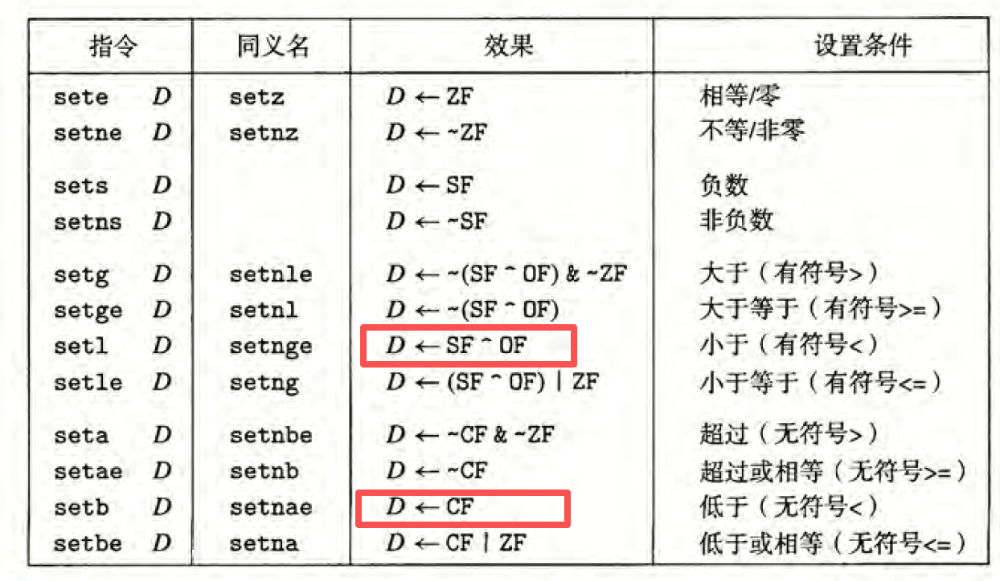 指令 同义名 效果 设置条件
sete D setz D ← ZF 相等/零
setne D setnz D ← ~ZF 不等/非零
sets D D ← SF 负数
setns D D ← ~SF 非负数
setg D setnle D ← ~(SF ^ OF) & ~ZF 大于（有符号>）
setge D setnl D ← ~(SF ^ OF) 大于等于（有符号>=）
setl D setnge D ← SF ^ OF 小于（有符号<）
setle D setng D ← (SF ^ OF) | ZF 小于等于（有符号<=）
seta D setnbe D ← ~CF & ~ZF 超过（无符号>）
setae D setnb D ← ~CF 超过或相等（无符号>=）
setb D setnae D ← CF 低于（无符号<）
setbe D setna D ← CF | ZF 低于或相等（无符号<=）